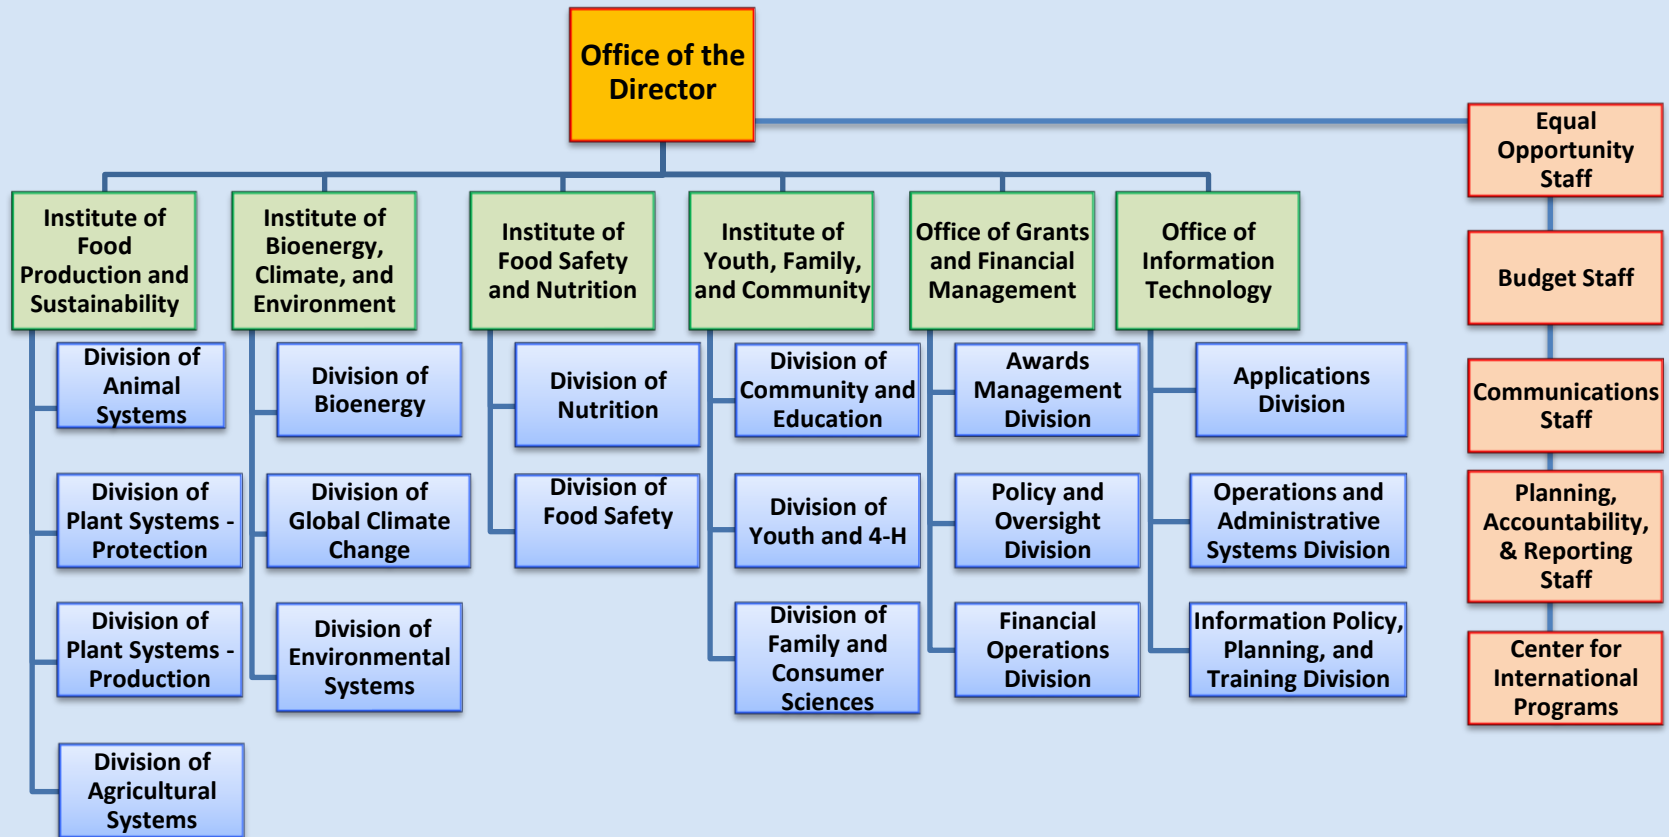 Office of the
Director
Equal
Opportunity
Staff
Institute of
Food
Production and
Sustainability
Institute of
Bioenergy,
Climate, and
Environment
Institute of
Food Safety
and Nutrition
Institute of
Youth, Family,
and Community
Office of Grants
and Financial
Management
Office of
Information
Technology
Budget Staff
Division of
Animal
Systems
Division of
Bioenergy
Division of
Nutrition
Division of
Community and
Education
Awards
Management
Division
Applications
Division
Communications
Staff
Division of
Plant Systems -
Protection
Division of
Global Climate
Change
Division of
Food Safety
Division of
Youth and 4-H
Policy and
Oversight
Division
Operations and
Administrative
Systems Division
Planning,
Accountability,
& Reporting
Staff
Division of
Plant Systems -
Production
Division of
Environmental
Systems
Division of
Family and
Consumer
Sciences
Financial
Operations
Division
Information Policy,
Planning, and
Training Division
Center for
International
Programs
Division of
Agricultural
Systems